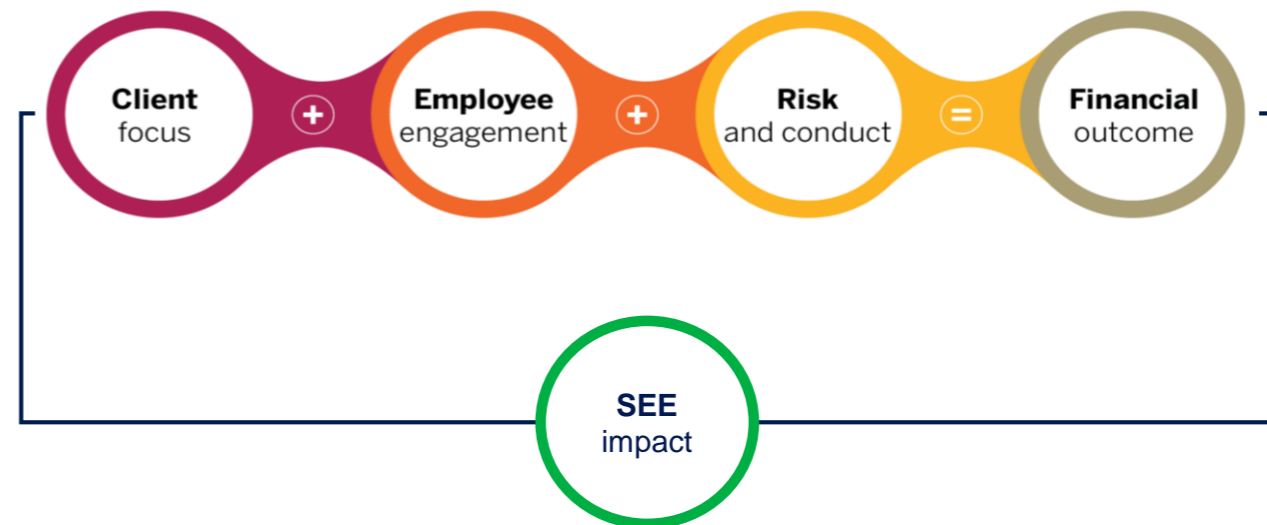 Client
focus
+
Employee
engagement
+
Risk
and conduct
=
Financial
outcome
SEE
impact